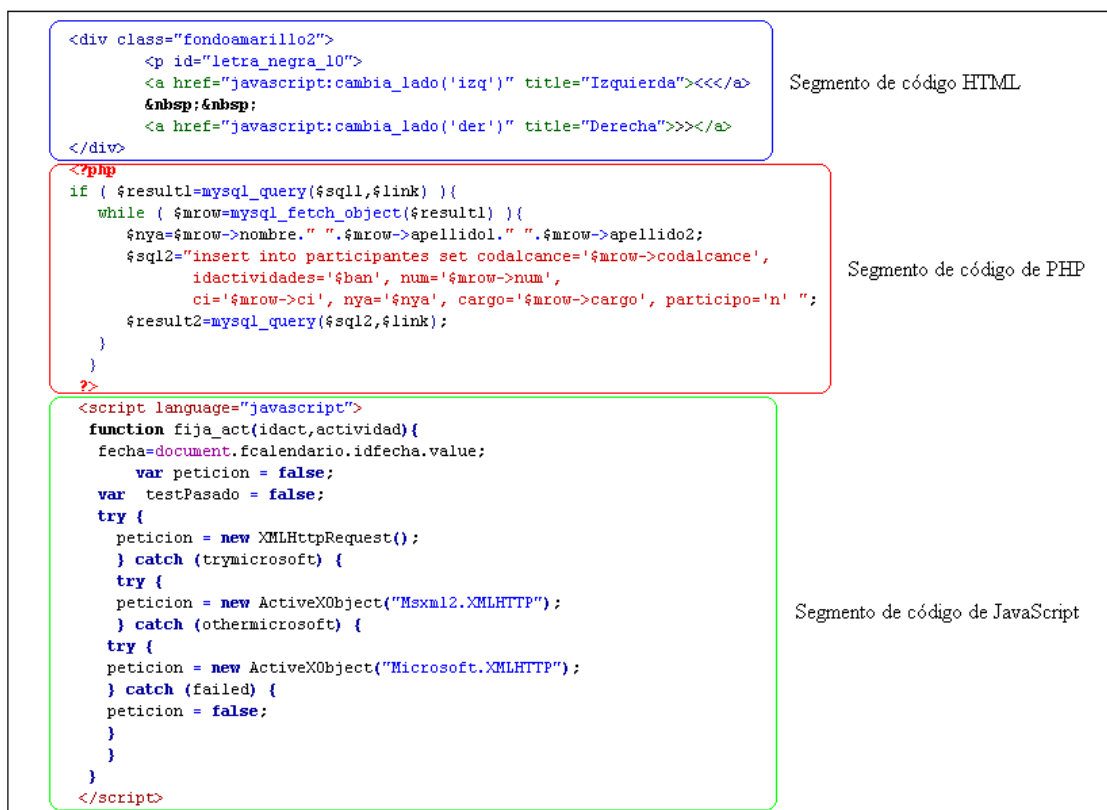 <div class="fondoamarillo2">
<p id="letra_negra_10">
<a href="javascript:cambia_lado('izq')" title="Izquierda"><<</a>
&nbsp;&nbsp;
<a href="javascript:cambia_lado('der')" title="Derecha">>></a>
</div>
Segmento de código HTML
<?php
if ( $result1=mysql_query($sql1,$link) ){
while ( $mrow=mysql_fetch_object($result1) ){
$nya=$mrow->nombre." ".$mrow->apellido1." ".$mrow->apellido2;
$sql2="insert into participantes set codalcance='$mrow->codalcance',
idactividades='$ban', num='$mrow->num',
ci='$mrow->ci', nya='$nya', cargo='$mrow->cargo', participo='n' ";
$result2=mysql_query($sql2,$link);
}
}
?>
Segmento de código de PHP
<script language="javascript">
function fija_act(idact,actividad){
fecha=document.fcalendario.idfecha.value;
var peticion = false;
var testPasado = false;
try {
peticion = new XMLHttpRequest();
} catch (trymicrosoft) {
try {
peticion = new ActiveXObject("Msxml2.XMLHTTP");
} catch (othermicrosoft) {
try {
peticion = new ActiveXObject("Microsoft.XMLHTTP");
} catch (failed) {
peticion = false;
}
}
}
</script>
Segmento de código de JavaScript